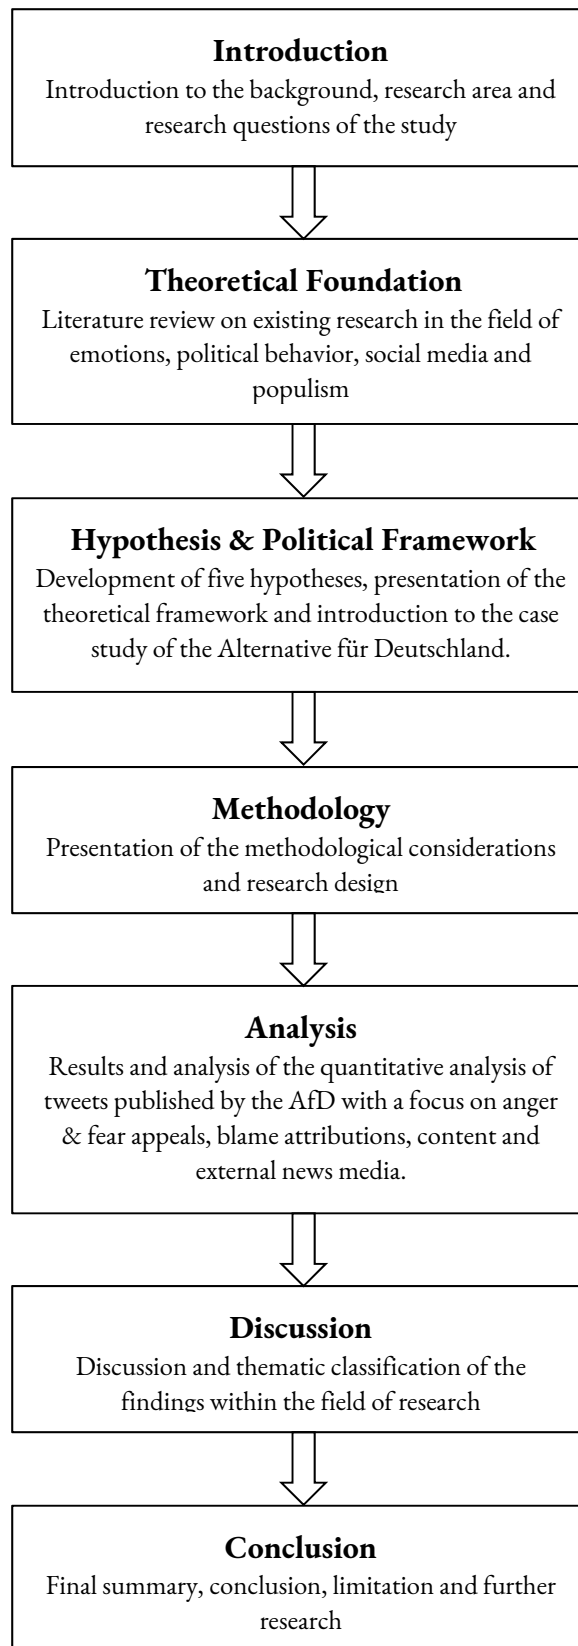 Introduction
Introduction to the background, research area and
research questions of the study
Theoretical Foundation
Literature review on existing research in the field of
emotions, political behavior, social media and
populism
Hypothesis & Political Framework
Development of five hypotheses, presentation of the
theoretical framework and introduction to the case
study of the Alternative für Deutschland.
Methodology
Presentation of the methodological considerations
and research design
Analysis
Results and analysis of the quantitative analysis of
tweets published by the AfD with a focus on anger
& fear appeals, blame attributions, content and
external news media.
Discussion
Discussion and thematic classification of the
findings within the field of research
Conclusion
Final summary, conclusion, limitation and further
research